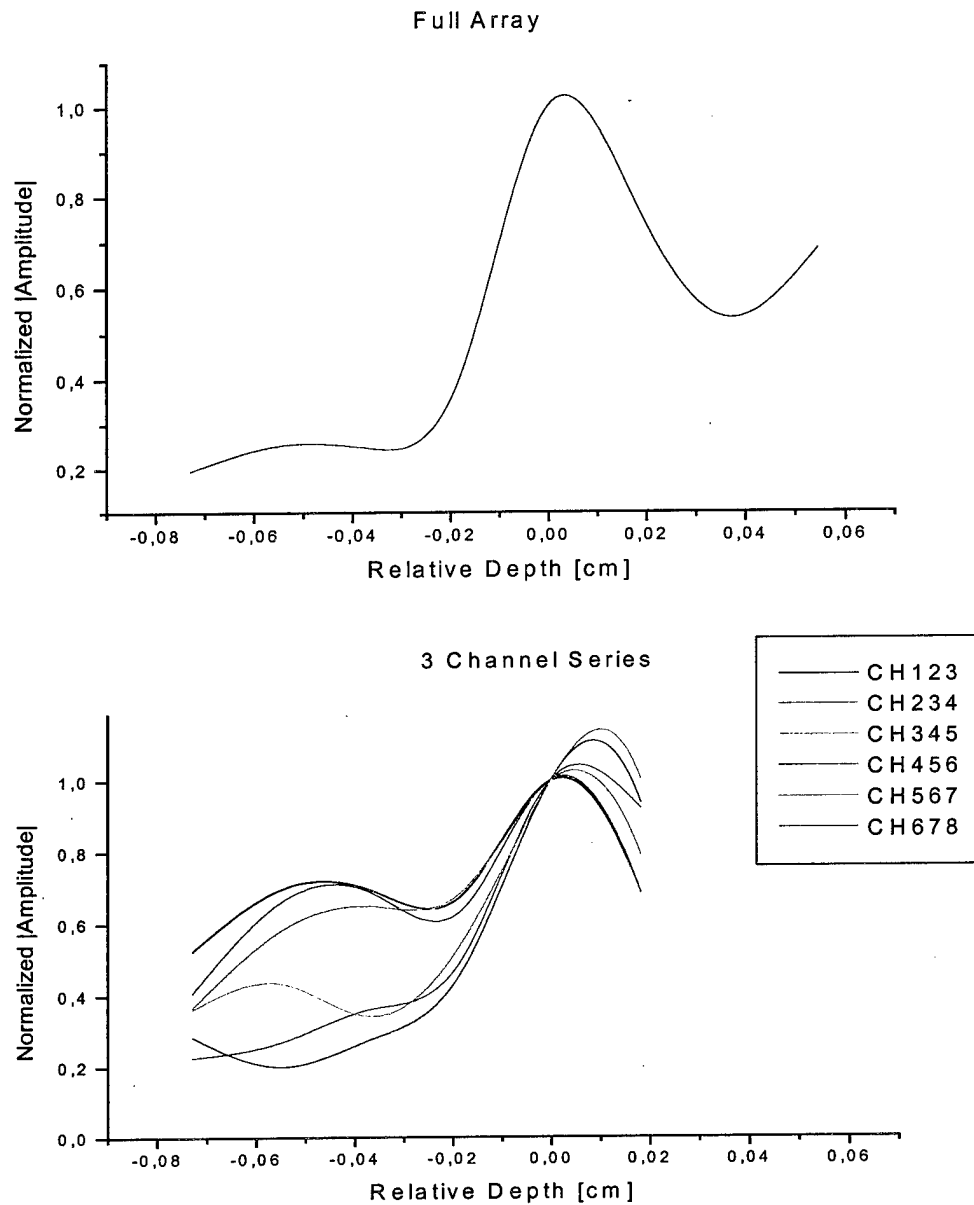 Full Array
Normalized |Amplitude|
1,0
0,8
0,6
0,4
0,2
-0,08 -0,06 -0,04 -0,02 0,00 0,02 0,04 0,06
Relative Depth [cm]
3 Channel Series
CH123
CH234
CH345
CH456
CH567
CH678
Normalized |Amplitude|
1,0
0,8
0,6
0,4
0,2
0,0
-0,08 -0,06 -0,04 -0,02 0,00 0,02 0,04 0,06
Relative Depth [cm]